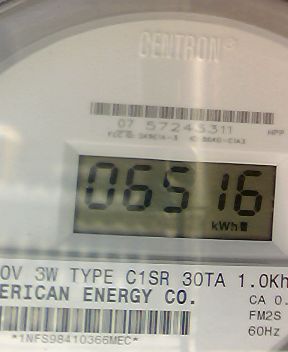 CENTRON®
07 57245311
06516
kWh
0V 3W TYPE C1SR 30TA 1.0Kh
ERICAN ENERGY CO.
CA 0.
FM2S
60Hz
*1NFS98410366MEC*